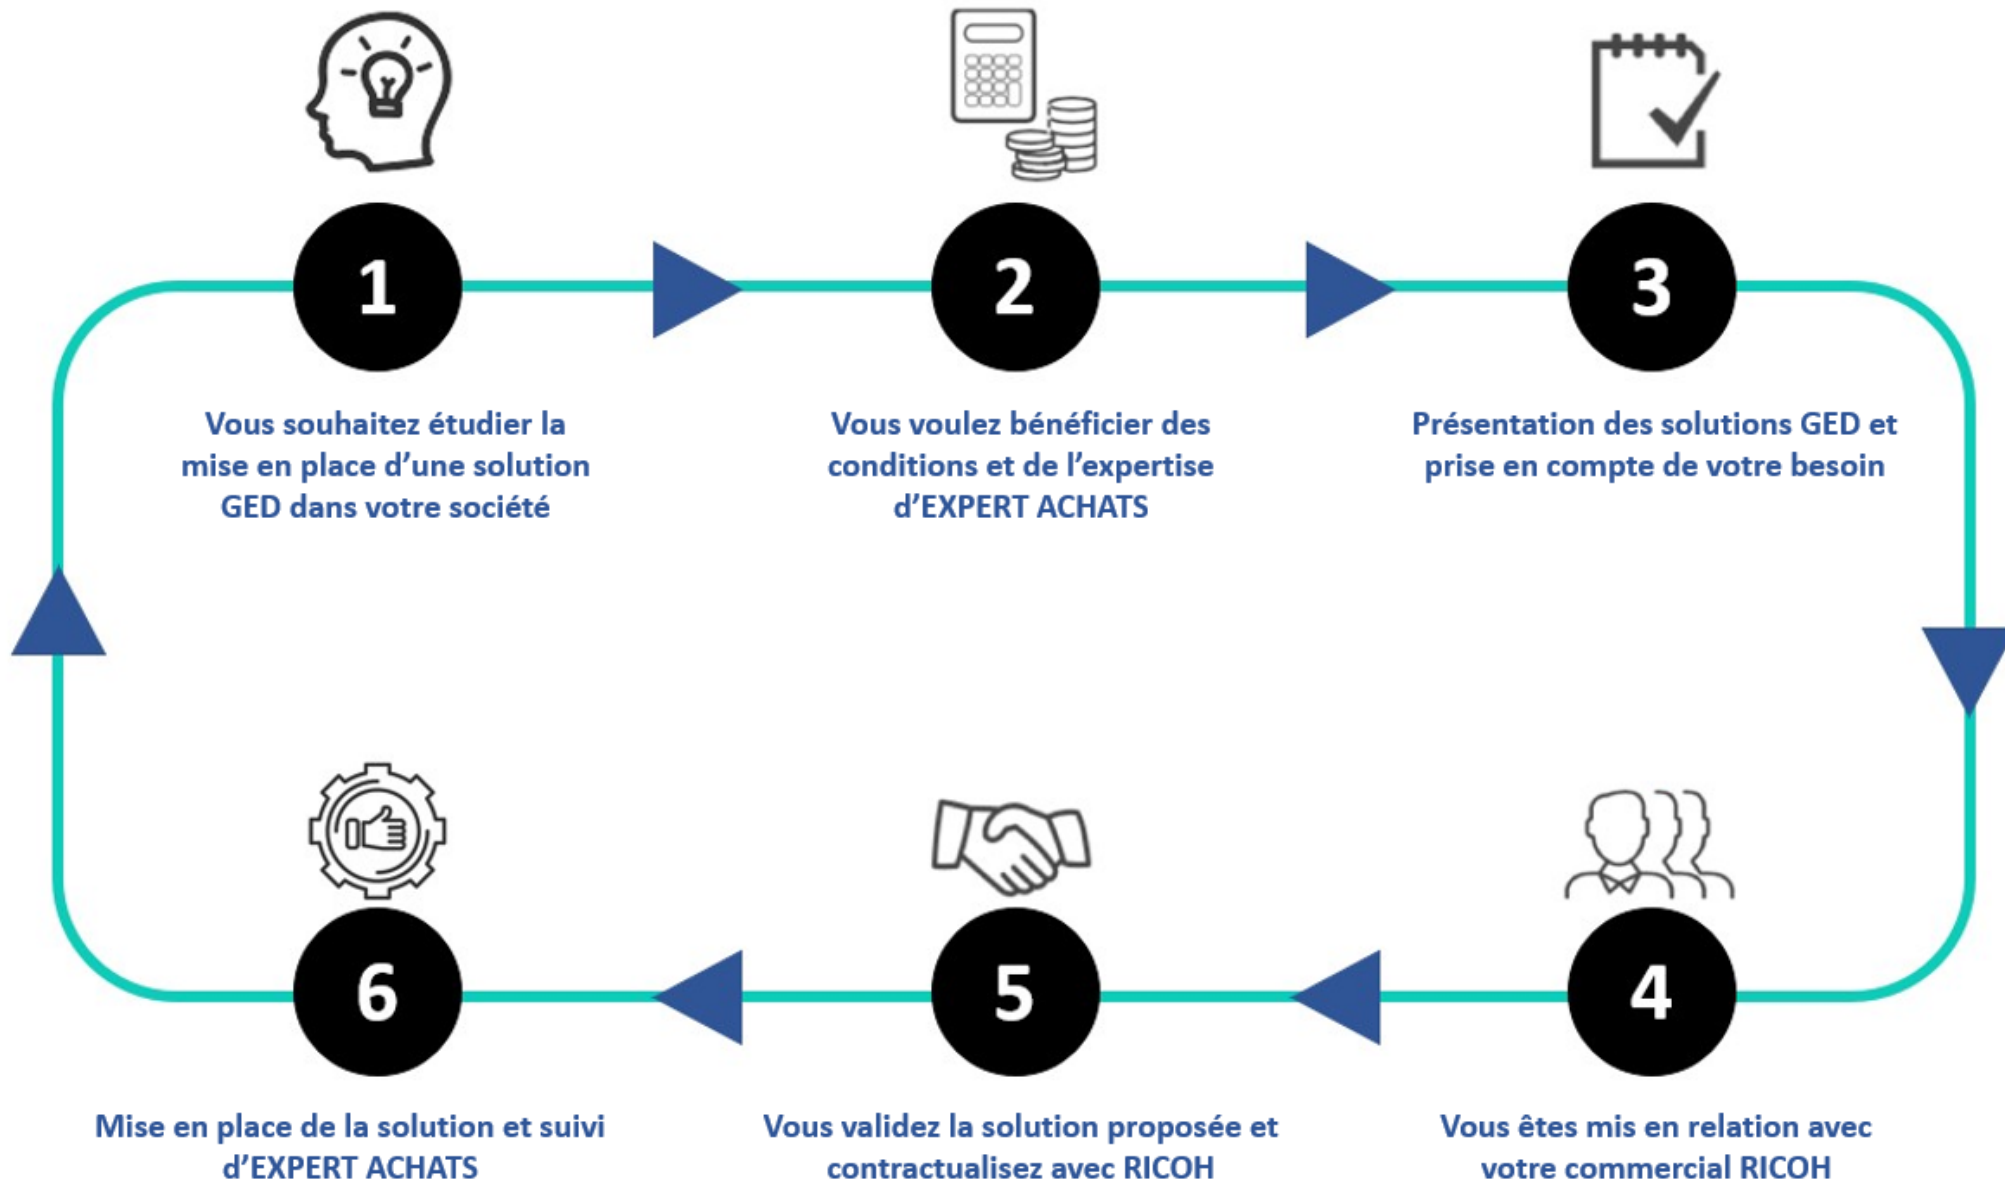 1
Vous souhaitez étudier la
mise en place d’une solution
GED dans votre société
2
Vous voulez bénéficier des
conditions et de l’expertise
d’EXPERT ACHATS
3
Présentation des solutions GED et
prise en compte de votre besoin
4
Vous êtes mis en relation avec
votre commercial RICOH
5
Vous validez la solution proposée et
contractualisez avec RICOH
6
Mise en place de la solution et suivi
d’EXPERT ACHATS